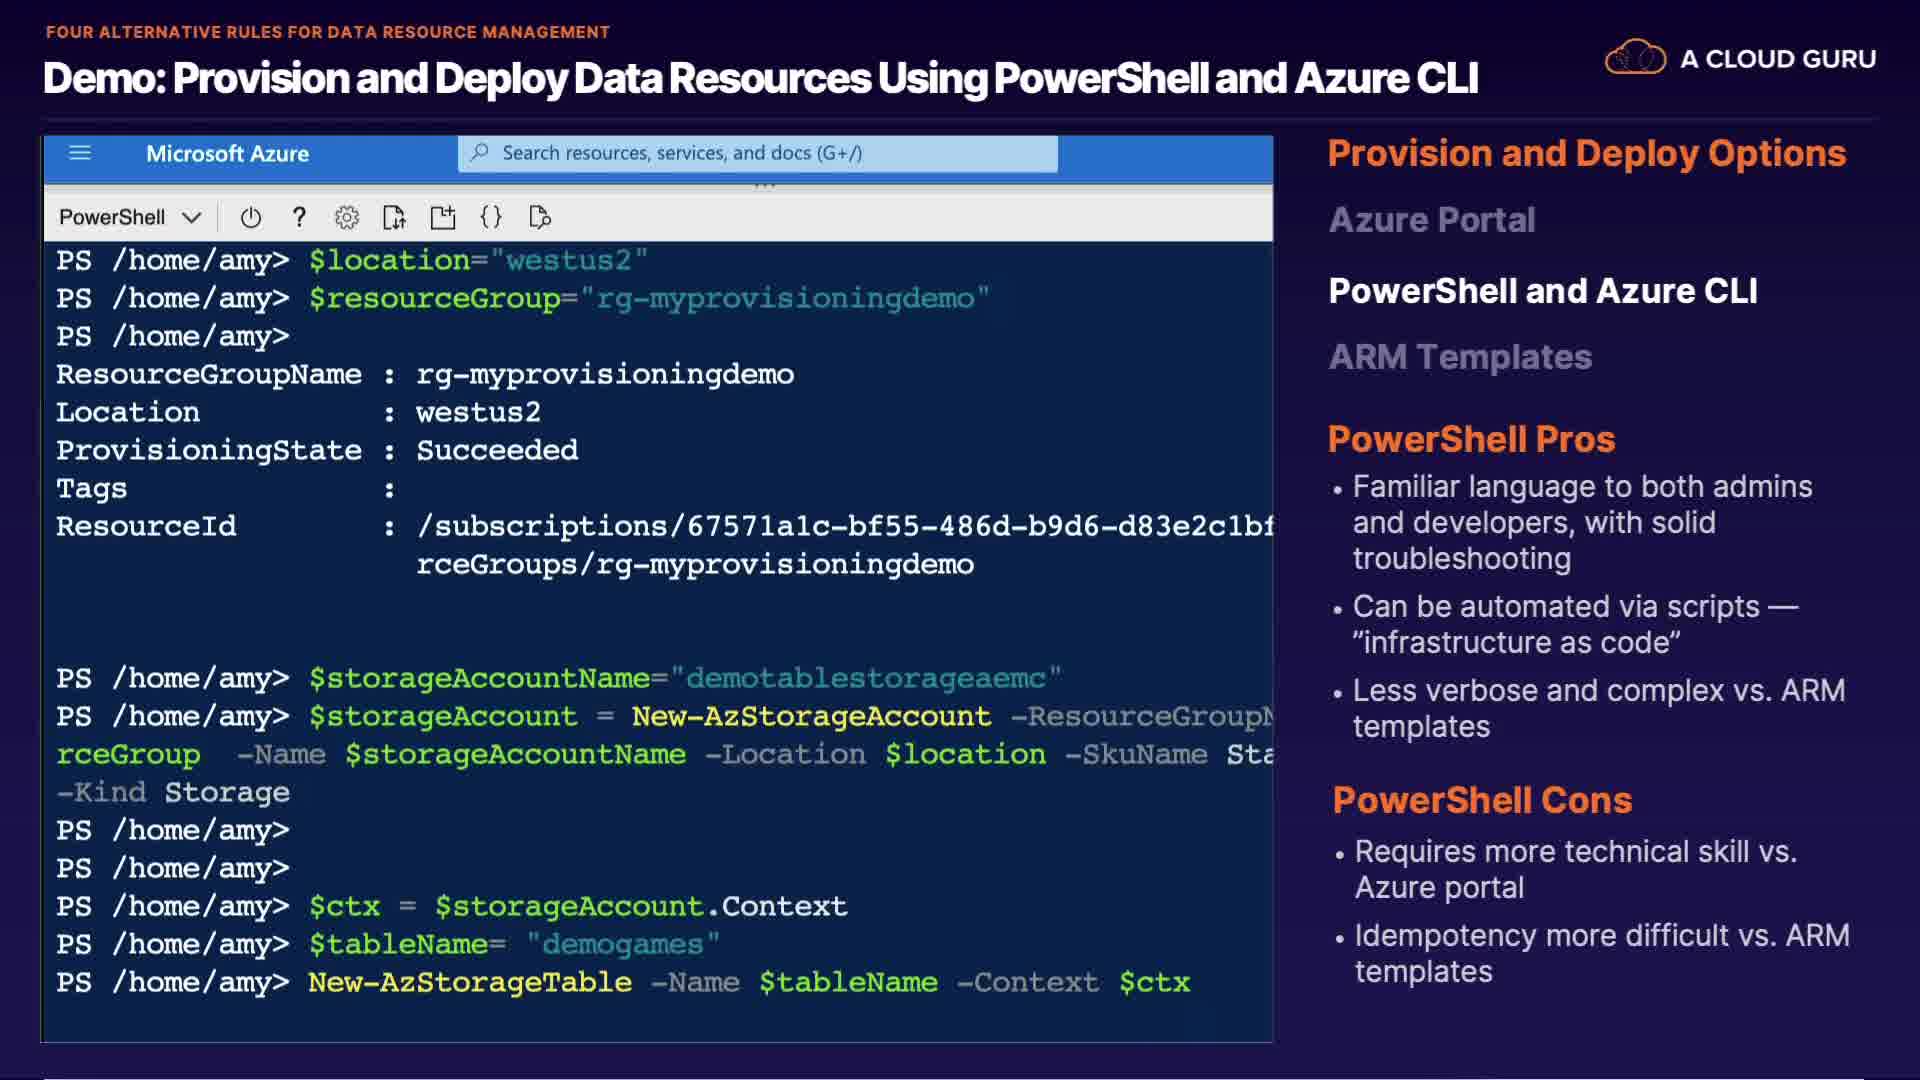 FOUR ALTERNATIVE RULES FOR DATA RESOURCE MANAGEMENT
Demo: Provision and Deploy Data Resources Using PowerShell and Azure CLI
A CLOUD GURU
Microsoft Azure
Search resources, services, and docs (G+/)
PowerShell
PS /home/amy> $location="westus2"
PS /home/amy> $resourceGroup="rg-myprovisioningdemo"
PS /home/amy>
ResourceGroupName : rg-myprovisioningdemo
Location : westus2
ProvisioningState : Succeeded
Tags :
ResourceId : /subscriptions/67571a1c-bf55-486d-b9d6-d83e2c1bf
rceGroups/rg-myprovisioningdemo
PS /home/amy> $storageAccountName="demotablestorageaemc"
PS /home/amy> $storageAccount = New-AzStorageAccount -ResourceGroupN
rceGroup -Name $storageAccountName -Location $location -SkuName Sta
-Kind Storage
PS /home/amy>
PS /home/amy>
PS /home/amy> $ctx = $storageAccount.Context
PS /home/amy> $tableName= "demogames"
PS /home/amy> New-AzStorageTable -Name $tableName -Context $ctx
Provision and Deploy Options
Azure Portal
PowerShell and Azure CLI
ARM Templates
PowerShell Pros
• Familiar language to both admins
and developers, with solid
troubleshooting
• Can be automated via scripts —
”infrastructure as code”
• Less verbose and complex vs. ARM
templates
PowerShell Cons
• Requires more technical skill vs.
Azure portal
• Idempotency more difficult vs. ARM
templates